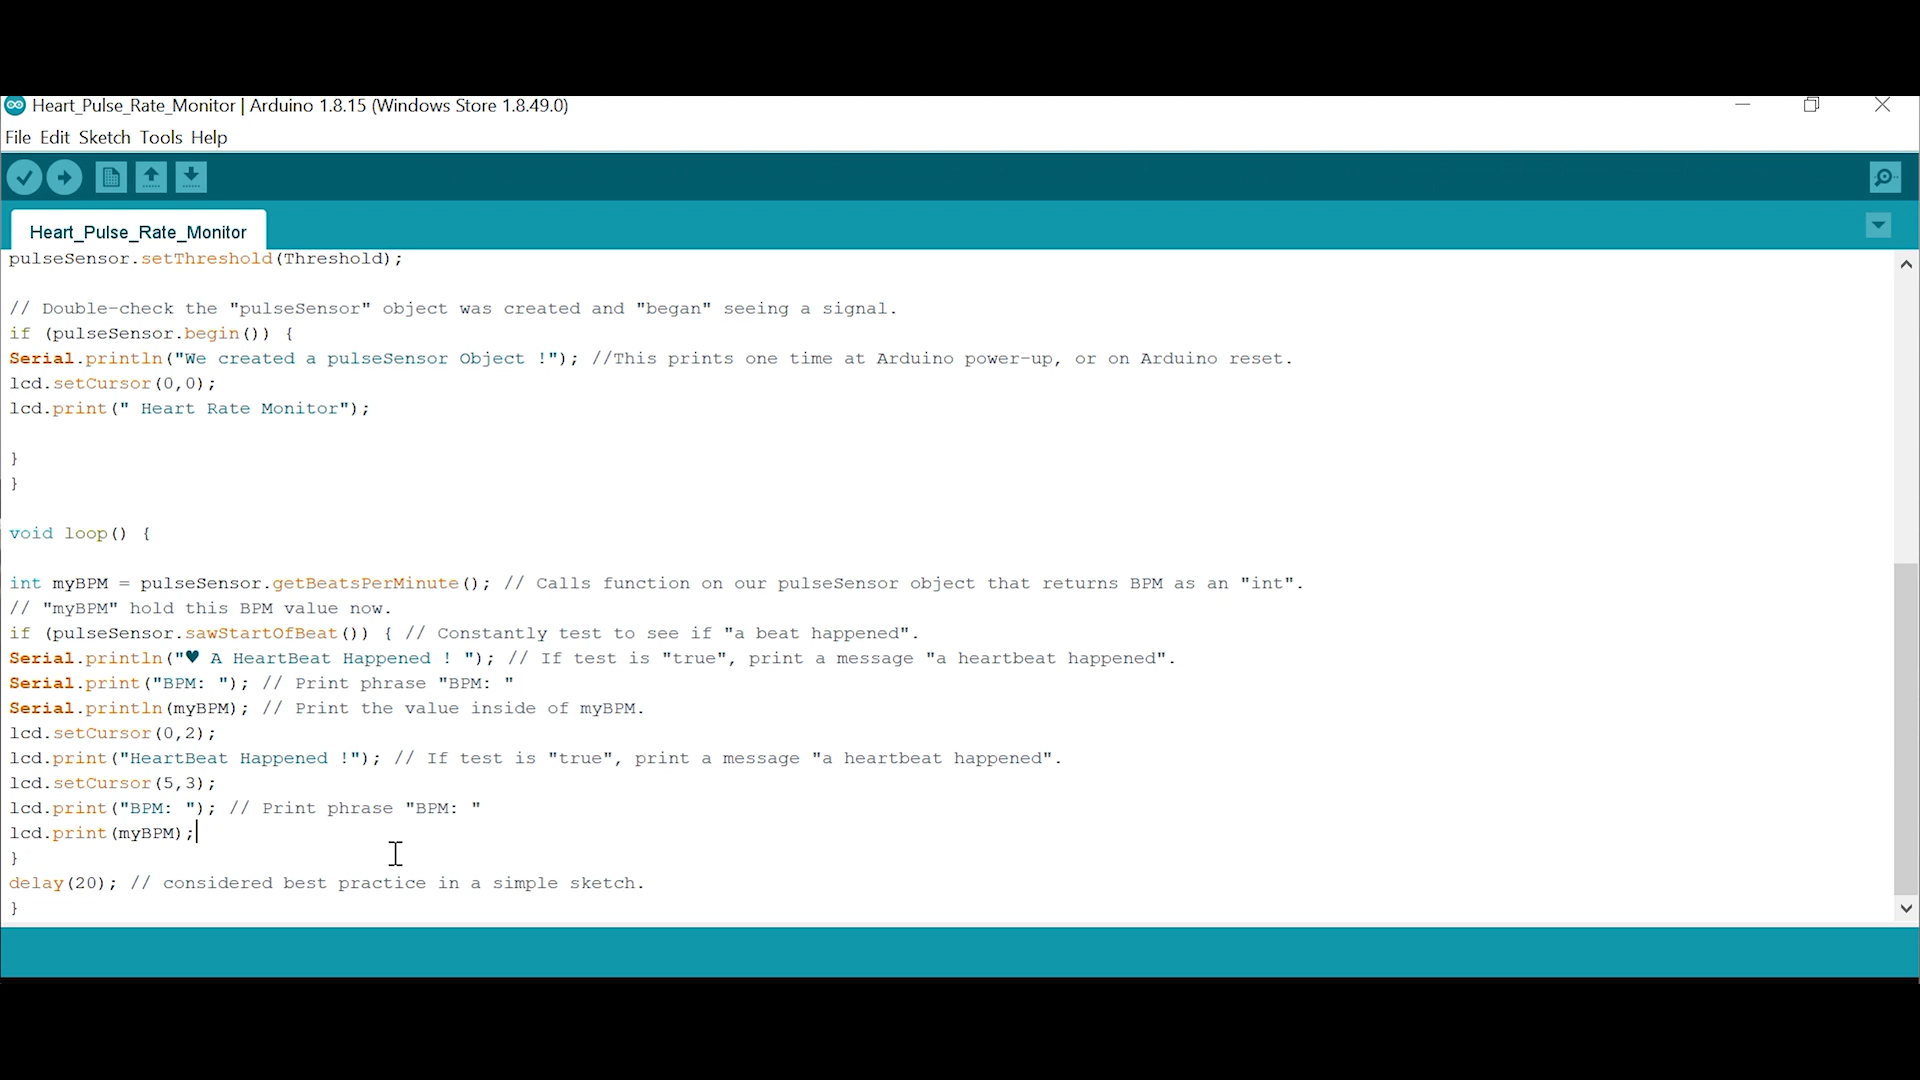 Heart_Pulse_Rate_Monitor | Arduino 1.8.15 (Windows Store 1.8.49.0)
File Edit Sketch Tools Help
Heart_Pulse_Rate_Monitor
pulseSensor.setThreshold(Threshold);
// Double-check the "pulseSensor" object was created and "began" seeing a signal.
if (pulseSensor.begin()) {
Serial.println("We created a pulseSensor Object !"); //This prints one time at Arduino power-up, or on Arduino reset.
lcd.setCursor(0,0);
lcd.print(" Heart Rate Monitor");
}
}
void loop() {
int myBPM = pulseSensor.getBeatsPerMinute(); // Calls function on our pulseSensor object that returns BPM as an "int".
// "myBPM" hold this BPM value now.
if (pulseSensor.sawStartOfBeat()) { // Constantly test to see if "a beat happened".
Serial.println("♥ A HeartBeat Happened ! "); // If test is "true", print a message "a heartbeat happened".
Serial.print("BPM: "); // Print phrase "BPM: "
Serial.println(myBPM); // Print the value inside of myBPM.
lcd.setCursor(0,2);
lcd.print("HeartBeat Happened !"); // If test is "true", print a message "a heartbeat happened".
lcd.setCursor(5,3);
lcd.print("BPM: "); // Print phrase "BPM: "
lcd.print(myBPM);
}
delay(20); // considered best practice in a simple sketch.
}